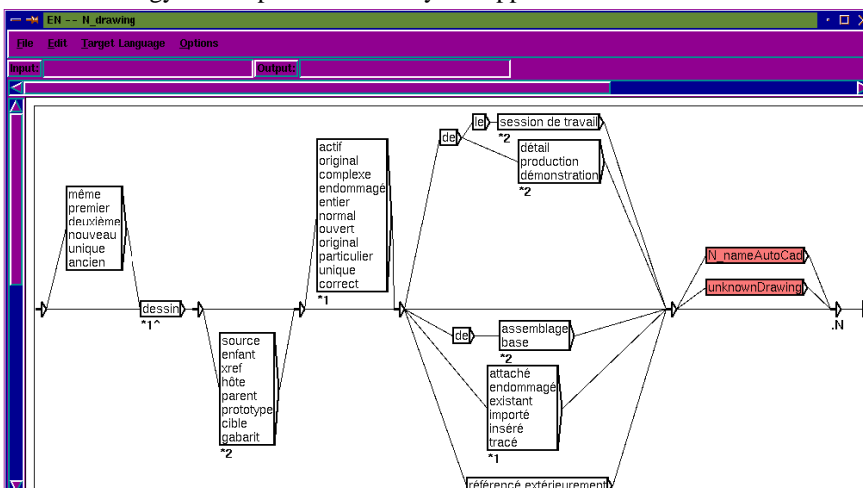 EN -- N_drawing
File Edit Target Language Options
Input: Output:
même
premier
deuxième
nouveau
unique
ancien
dessin
*1^
source
enfant
xref
hôte
parent
prototype
cible
gabarit
*2
actif
original
complexe
endommagé
entier
normal
ouvert
original
particulier
unique
correct
*1
de
le
session de travail
*2
détail
production
démonstration
*2
de
assemblage
base
*2
attaché
endommagé
existant
importé
inséré
tracé
*1
référencé extérieurement
N_nameAutoCad
unknownDrawing
.N